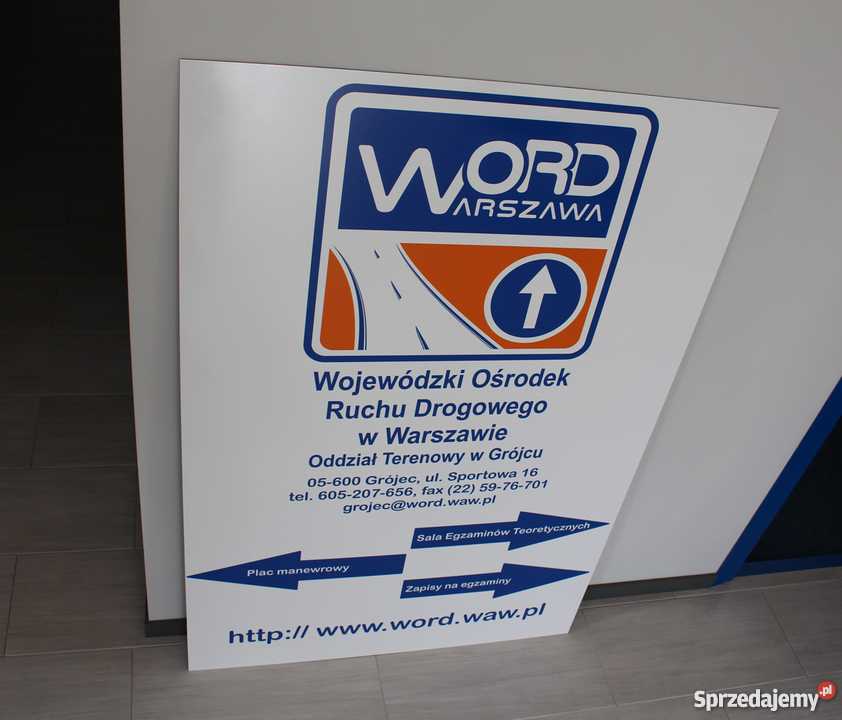 WORD
WARSZAWA
Wojewódzki Ośrodek
Ruchu Drogowego
w Warszawie
Oddział Terenowy w Grójcu
05-600 Grójec, ul. Sportowa 16
tel. 605-207-656, fax (22) 59-76-701
grojec@word.waw.pl
Sala Egzaminów Teoretycznych
Plac manewrowy
Zapisy na egzaminy
http:// www.word.waw.pl
Sprzedajemy.pl